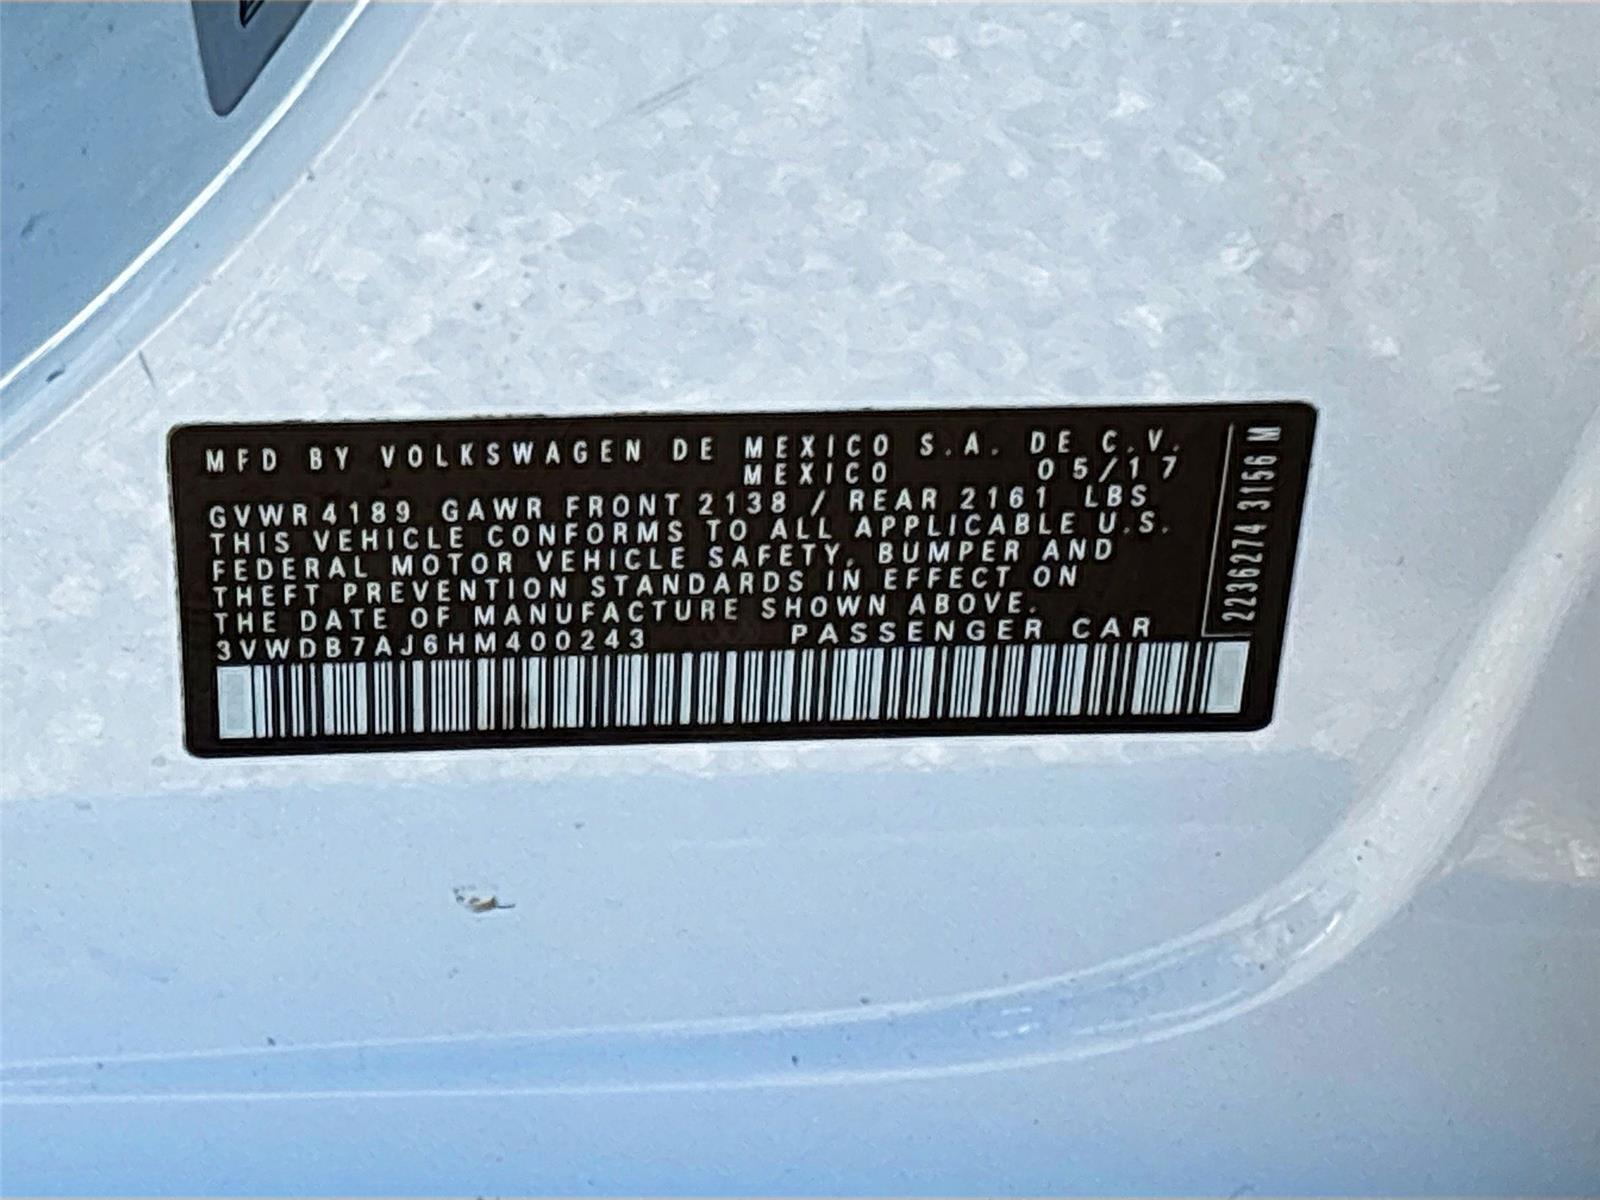 MFD BY VOLKSWAGEN DE MEXICO S.A. DE C.V.
MEXICO 05/17
GVWR 4189 GAWR FRONT 2138 / REAR 2161 LBS
THIS VEHICLE CONFORMS TO ALL APPLICABLE U.S.
FEDERAL MOTOR VEHICLE SAFETY, BUMPER AND
THEFT PREVENTION STANDARDS IN EFFECT ON
THE DATE OF MANUFACTURE SHOWN ABOVE.
3VWDB7AJ6HM400243 PASSENGER CAR
2236274 3156 M